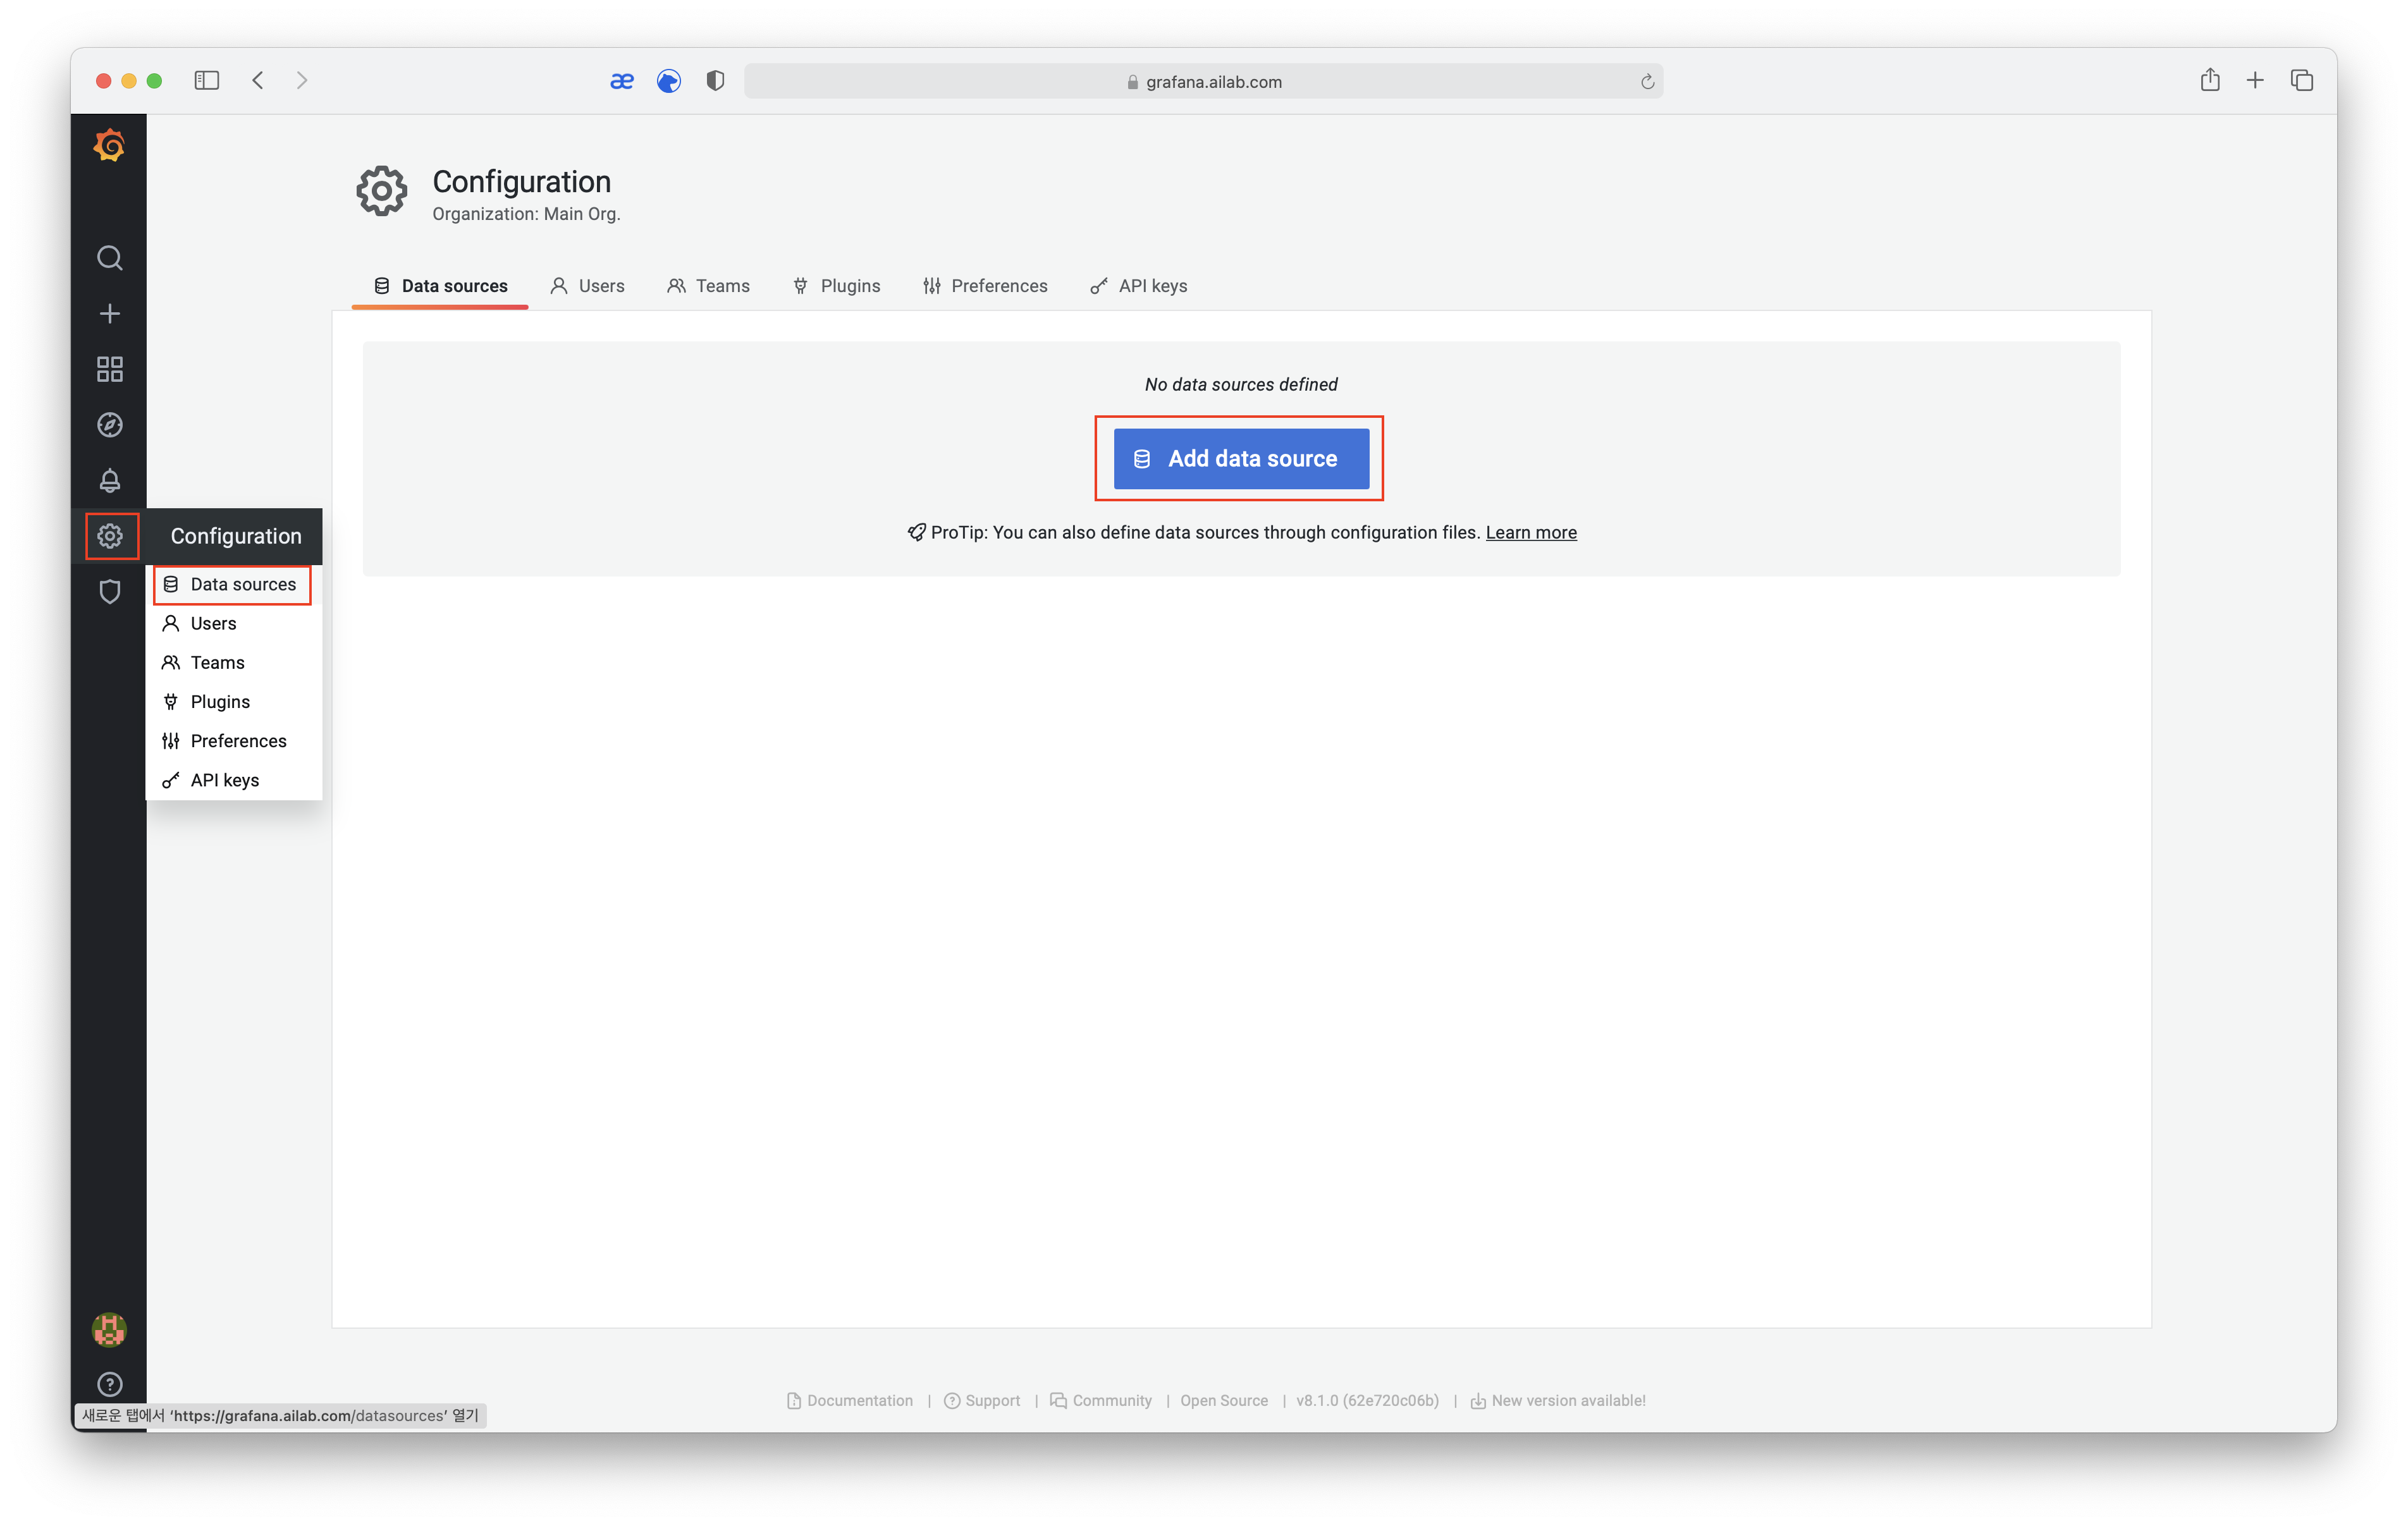 æ
grafana.ailab.com
Configuration
Organization: Main Org.
Data sources
Users
Teams
Plugins
Preferences
API keys
No data sources defined
Add data source
ProTip: You can also define data sources through configuration files. Learn more
Configuration
Data sources
Users
Teams
Plugins
Preferences
API keys
Documentation | Support | Community | Open Source | v8.1.0 (62e720c06b) | New version available!
새로운 탭에서 ‘https://grafana.ailab.com/datasources’ 열기